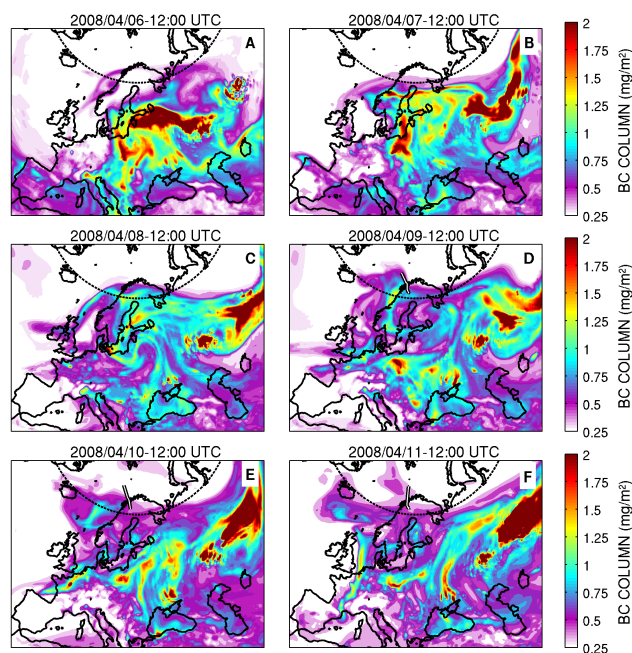 2008/04/06-12:00 UTC
A
2008/04/07-12:00 UTC
B
2
1.75
1.5
1.25
1
0.75
0.5
0.25
BC COLUMN (mg/m²)
2008/04/08-12:00 UTC
C
2008/04/09-12:00 UTC
D
2
1.75
1.5
1.25
1
0.75
0.5
0.25
BC COLUMN (mg/m²)
2008/04/10-12:00 UTC
E
2008/04/11-12:00 UTC
F
2
1.75
1.5
1.25
1
0.75
0.5
0.25
BC COLUMN (mg/m²)